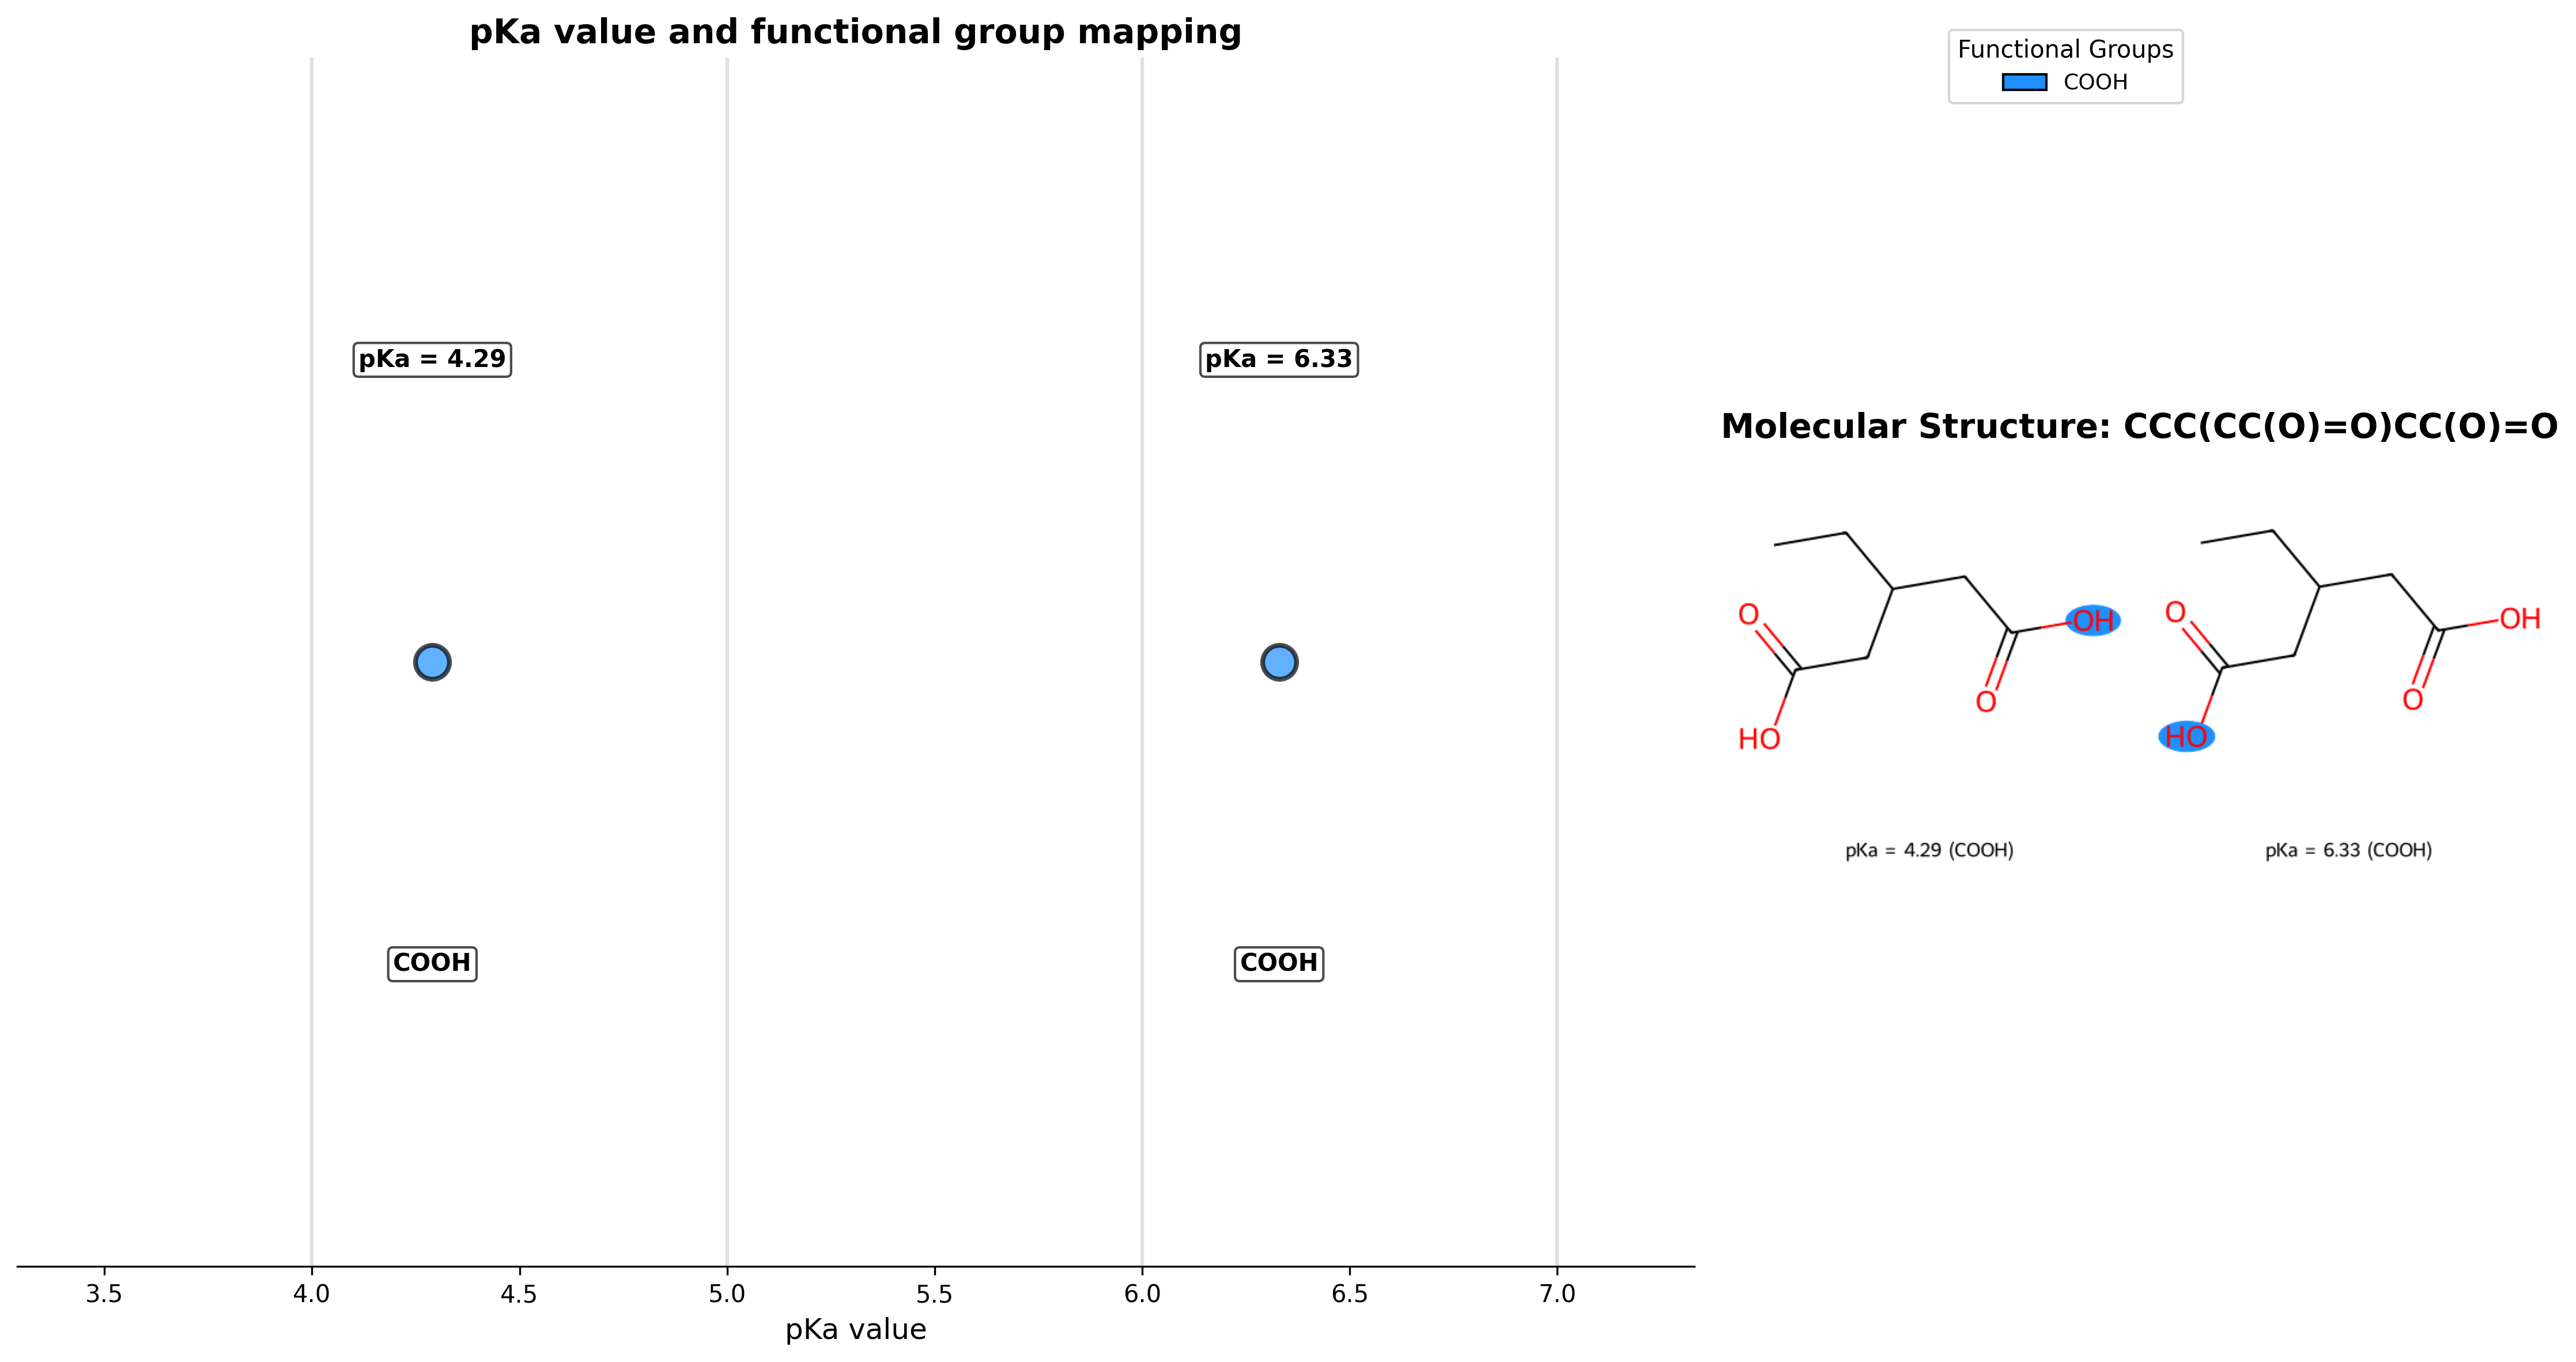 pKa value and functional group mapping
pKa = 4.29
pKa = 6.33
COOH
COOH
3.5
4.0
4.5
5.0
5.5
6.0
6.5
7.0
pKa value
Functional Groups
COOH
Molecular Structure: CCC(CC(O)=O)CC(O)=O
O
OH
O
HO
pKa = 4.29 (COOH)
O
OH
O
HO
pKa = 6.33 (COOH)